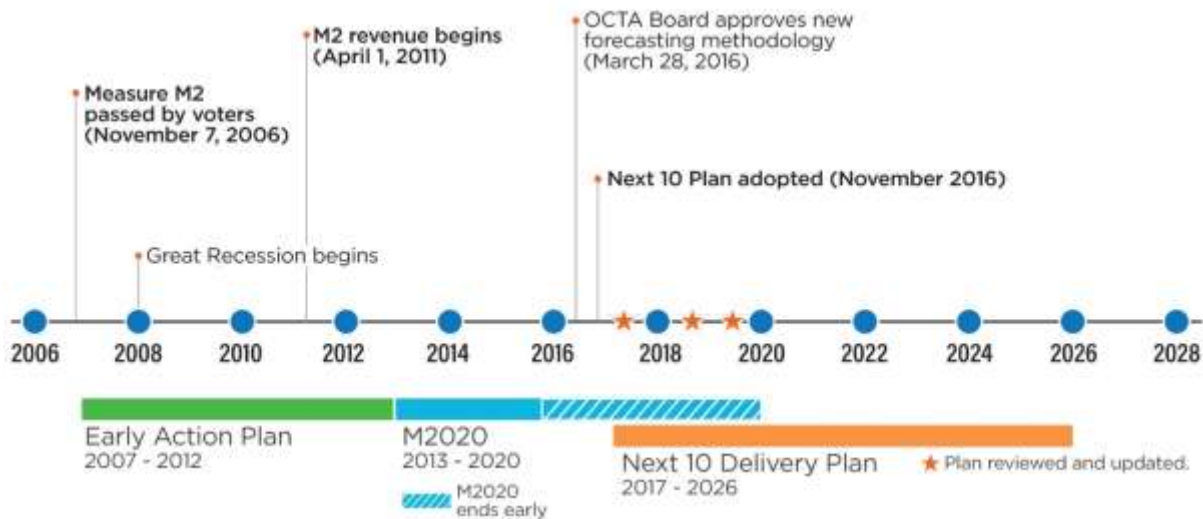 OCTA Board approves new
forecasting methodology
(March 28, 2016)
M2 revenue begins
(April 1, 2011)
Measure M2
passed by voters
(November 7, 2006)
Next 10 Plan adopted (November 2016)
Great Recession begins
2006 2008 2010 2012 2014 2016 2018 2020 2022 2024 2026 2028
Early Action Plan
2007 - 2012
M2020
2013 - 2020
M2020
ends early
Next 10 Delivery Plan
2017 - 2026
Plan reviewed and updated.